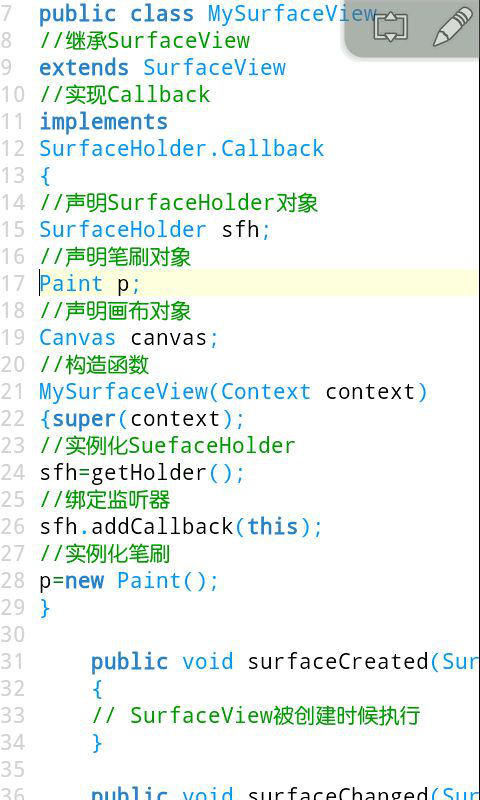 7 public class MySurfaceView
8 //继承SurfaceView
9 extends SurfaceView
10 //实现Callback
11 implements
12 SurfaceHolder.Callback
13 {
14 //声明SurfaceHolder对象
15 SurfaceHolder sfh;
16 //声明笔刷对象
17 Paint p;
18 //声明画布对象
19 Canvas canvas;
20 //构造函数
21 MySurfaceView(Context context)
22 {super(context);
23 //实例化SuefaceHolder
24 sfh=getHolder();
25 //绑定监听器
26 sfh.addCallback(this);
27 //实例化笔刷
28 p=new Paint();
29 }
30
31 public void surfaceCreated(Sur
32 {
33 // SurfaceView被创建时候执行
34 }
35
36 public void surfaceChanged(Sur